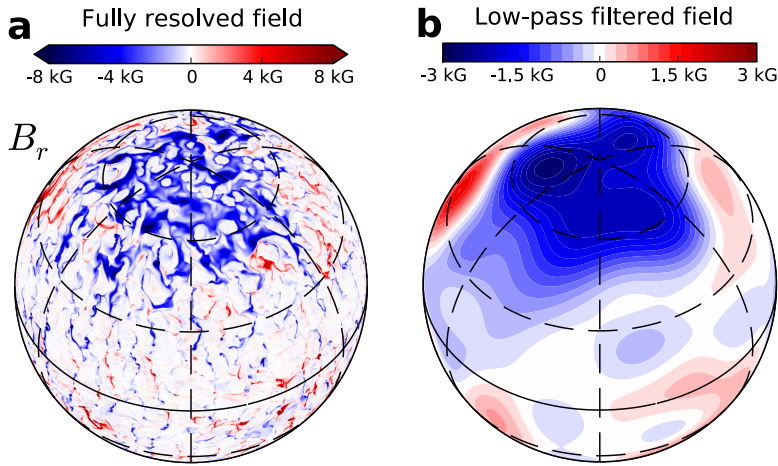 a
Fully resolved field
-8 kG -4 kG 0 4 kG 8 kG
B_r
b
Low-pass filtered field
-3 kG -1.5 kG 0 1.5 kG 3 kG